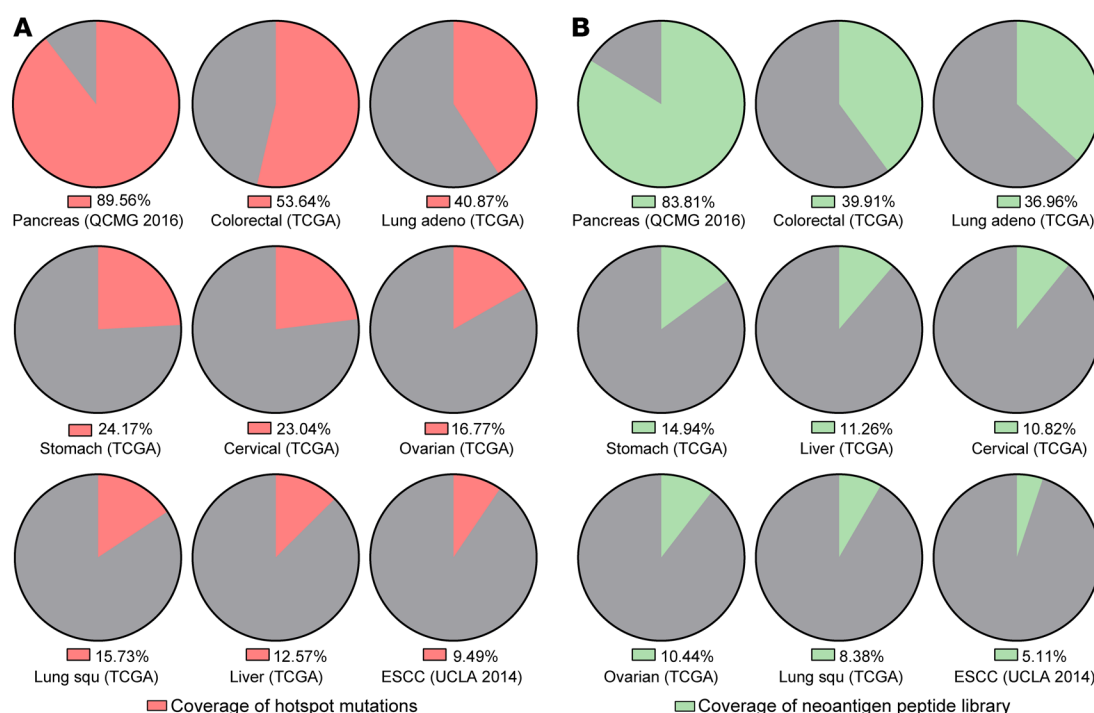 A
89.56%
Pancreas (QCMG 2016)
53.64%
Colorectal (TCGA)
40.87%
Lung adeno (TCGA)
24.17%
Stomach (TCGA)
23.04%
Cervical (TCGA)
16.77%
Ovarian (TCGA)
15.73%
Lung squ (TCGA)
12.57%
Liver (TCGA)
9.49%
ESCC (UCLA 2014)
Coverage of hotspot mutations
B
83.81%
Pancreas (QCMG 2016)
39.91%
Colorectal (TCGA)
36.96%
Lung adeno (TCGA)
14.94%
Stomach (TCGA)
11.26%
Liver (TCGA)
10.82%
Cervical (TCGA)
10.44%
Ovarian (TCGA)
8.38%
Lung squ (TCGA)
5.11%
ESCC (UCLA 2014)
Coverage of neoantigen peptide library